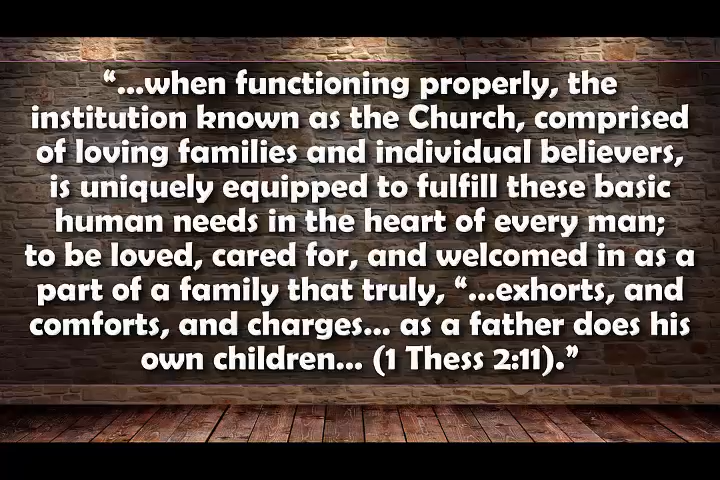 “...when functioning properly, the
institution known as the Church, comprised
of loving families and individual believers,
is uniquely equipped to fulfill these basic
human needs in the heart of every man;
to be loved, cared for, and welcomed in as a
part of a family that truly, “...exhorts, and
comforts, and charges... as a father does his
own children... (1 Thess 2:11).”